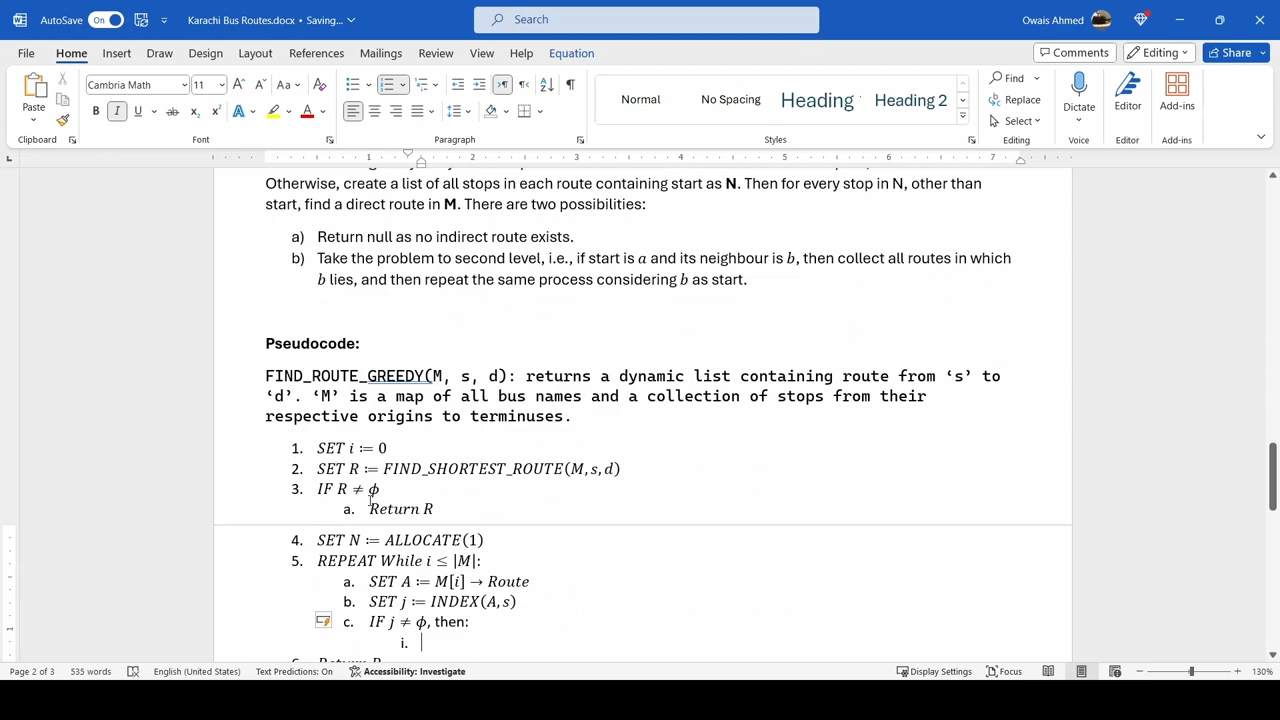 AutoSave On Karachi Bus Routes.docx • Saving... Search Owais Ahmed
File Home Insert Draw Design Layout References Mailings Review View Help Equation Comments Editing Share
Paste Cambria Math 11 Normal No Spacing Heading Heading 2 Find Replace Select Dictate Editor Add-ins
Clipboard Font Paragraph Styles Editing Voice Editor Add-ins
1 2 3 4 5 6 7
Otherwise, create a list of all stops in each route containing start as N. Then for every stop in N, other than
start, find a direct route in M. There are two possibilities:
a) Return null as no indirect route exists.
b) Take the problem to second level, i.e., if start is a and its neighbour is b, then collect all routes in which
b lies, and then repeat the same process considering b as start.
Pseudocode:
FIND_ROUTE_GREEDY(M, s, d): returns a dynamic list containing route from ‘s’ to
‘d’. ‘M’ is a map of all bus names and a collection of stops from their
respective origins to terminuses.
1. SET i ≔ 0
2. SET R ≔ FIND_SHORTEST_ROUTE(M, s, d)
3. IF R ≠ ϕ
a. Return R
4. SET N ≔ ALLOCATE(1)
5. REPEAT While i ≤ |M|:
a. SET A ≔ M[i] → Route
b. SET j ≔ INDEX(A, s)
c. IF j ≠ ϕ, then:
i.
6. Return R
Page 2 of 3 535 words English (United States) Text Predictions: On Accessibility: Investigate Display Settings Focus 130%